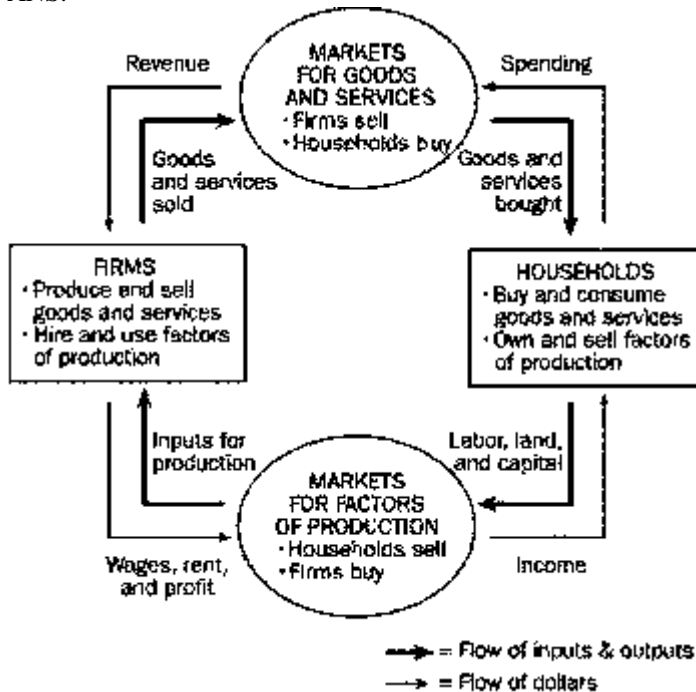 ANS:
MARKETS
FOR GOODS
AND SERVICES
• Firms sell
• Households buy
Revenue
Spending
Goods
and services
sold
Goods and
services
bought
FIRMS
• Produce and sell
goods and services
• Hire and use factors
of production
HOUSEHOLDS
• Buy and consume
goods and services
• Own and sell factors
of production
Inputs for
production
Labor, land,
and capital
MARKETS
FOR FACTORS
OF PRODUCTION
• Households sell
• Firms buy
Wages, rent,
and profit
Income
= Flow of inputs & outputs
= Flow of dollars